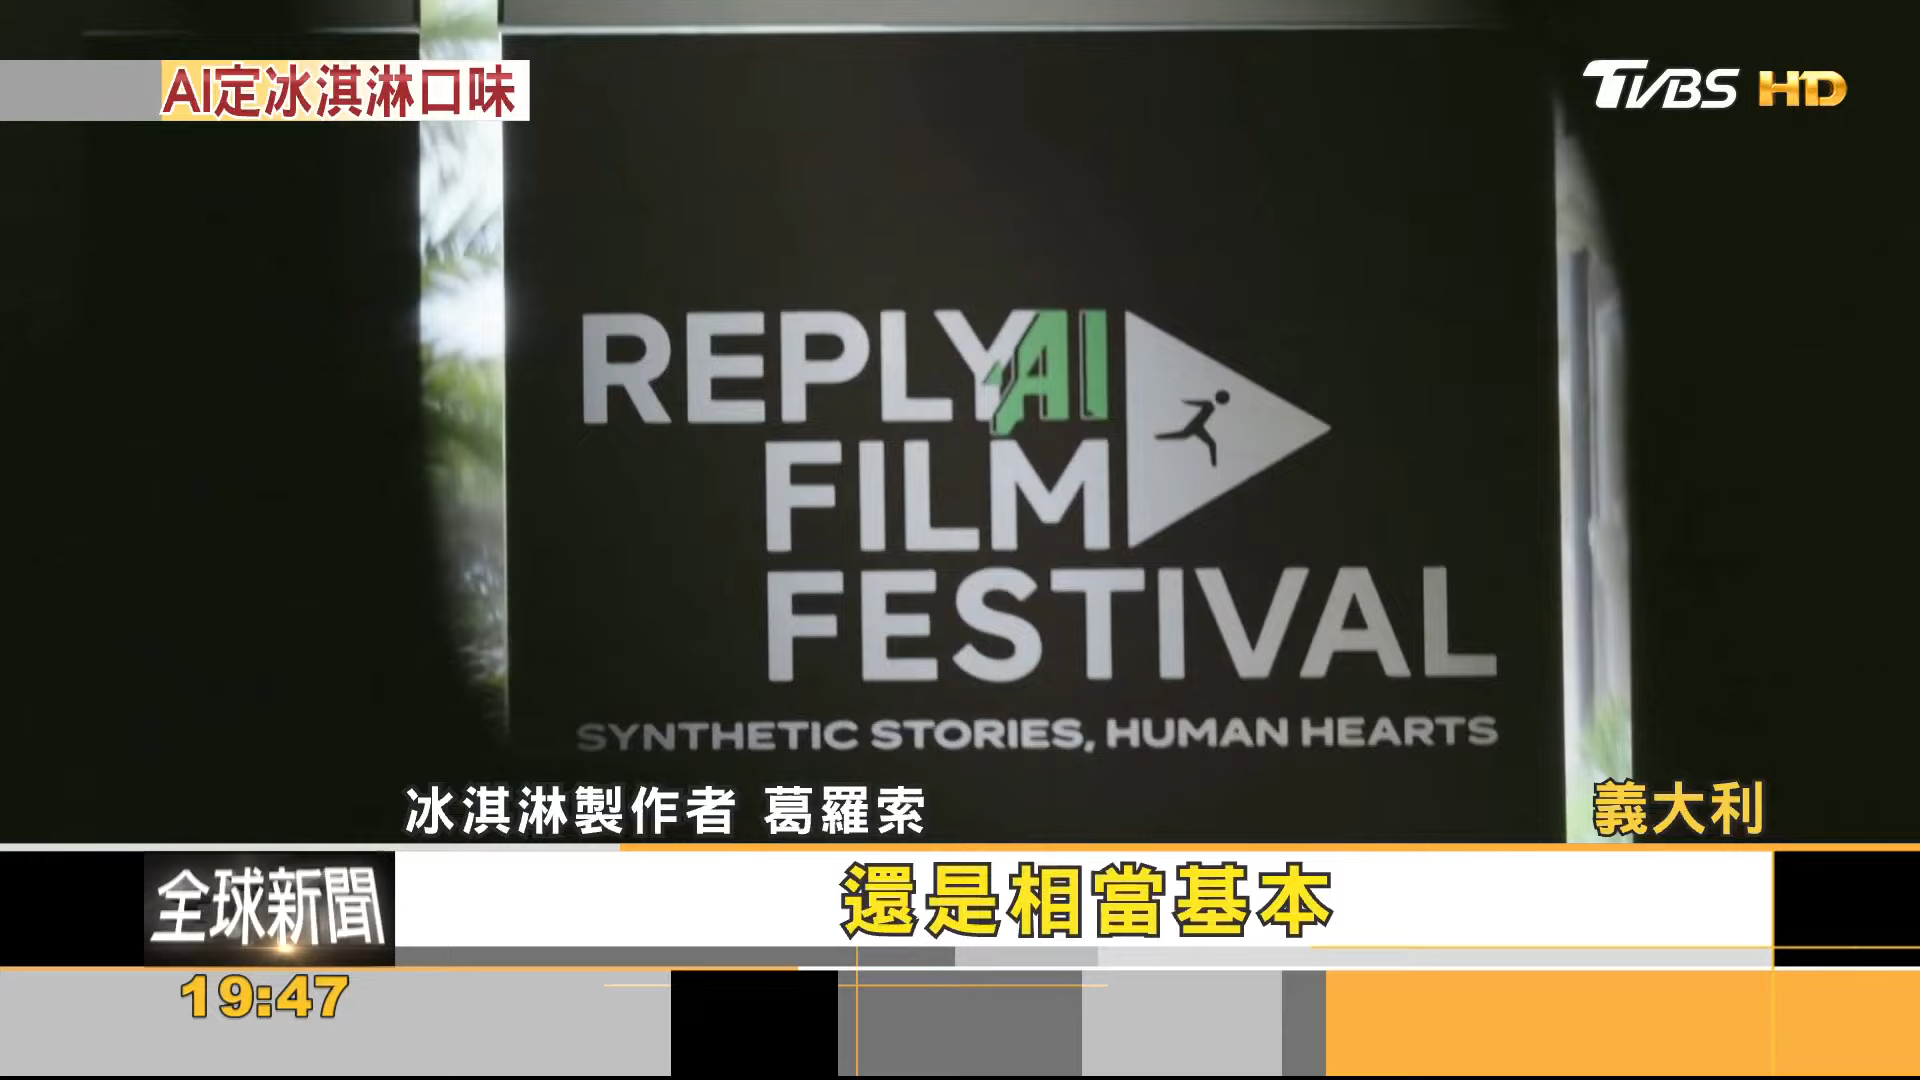 AI定冰淇淋口味
TVBS HD
REPLY AI
FILM
FESTIVAL
SYNTHETIC STORIES, HUMAN HEARTS
冰淇淋製作者 葛羅索
義大利
全球新聞
還是相當基本
19:47